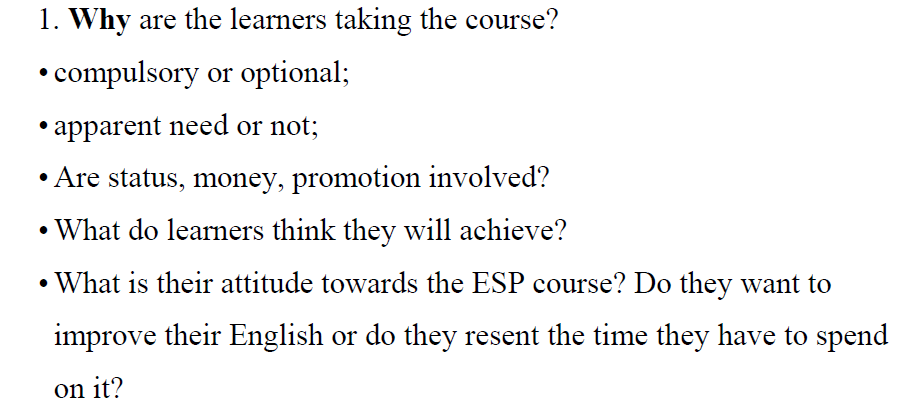 1. Why are the learners taking the course?
• compulsory or optional;
• apparent need or not;
• Are status, money, promotion involved?
• What do learners think they will achieve?
• What is their attitude towards the ESP course? Do they want to
improve their English or do they resent the time they have to spend
on it?